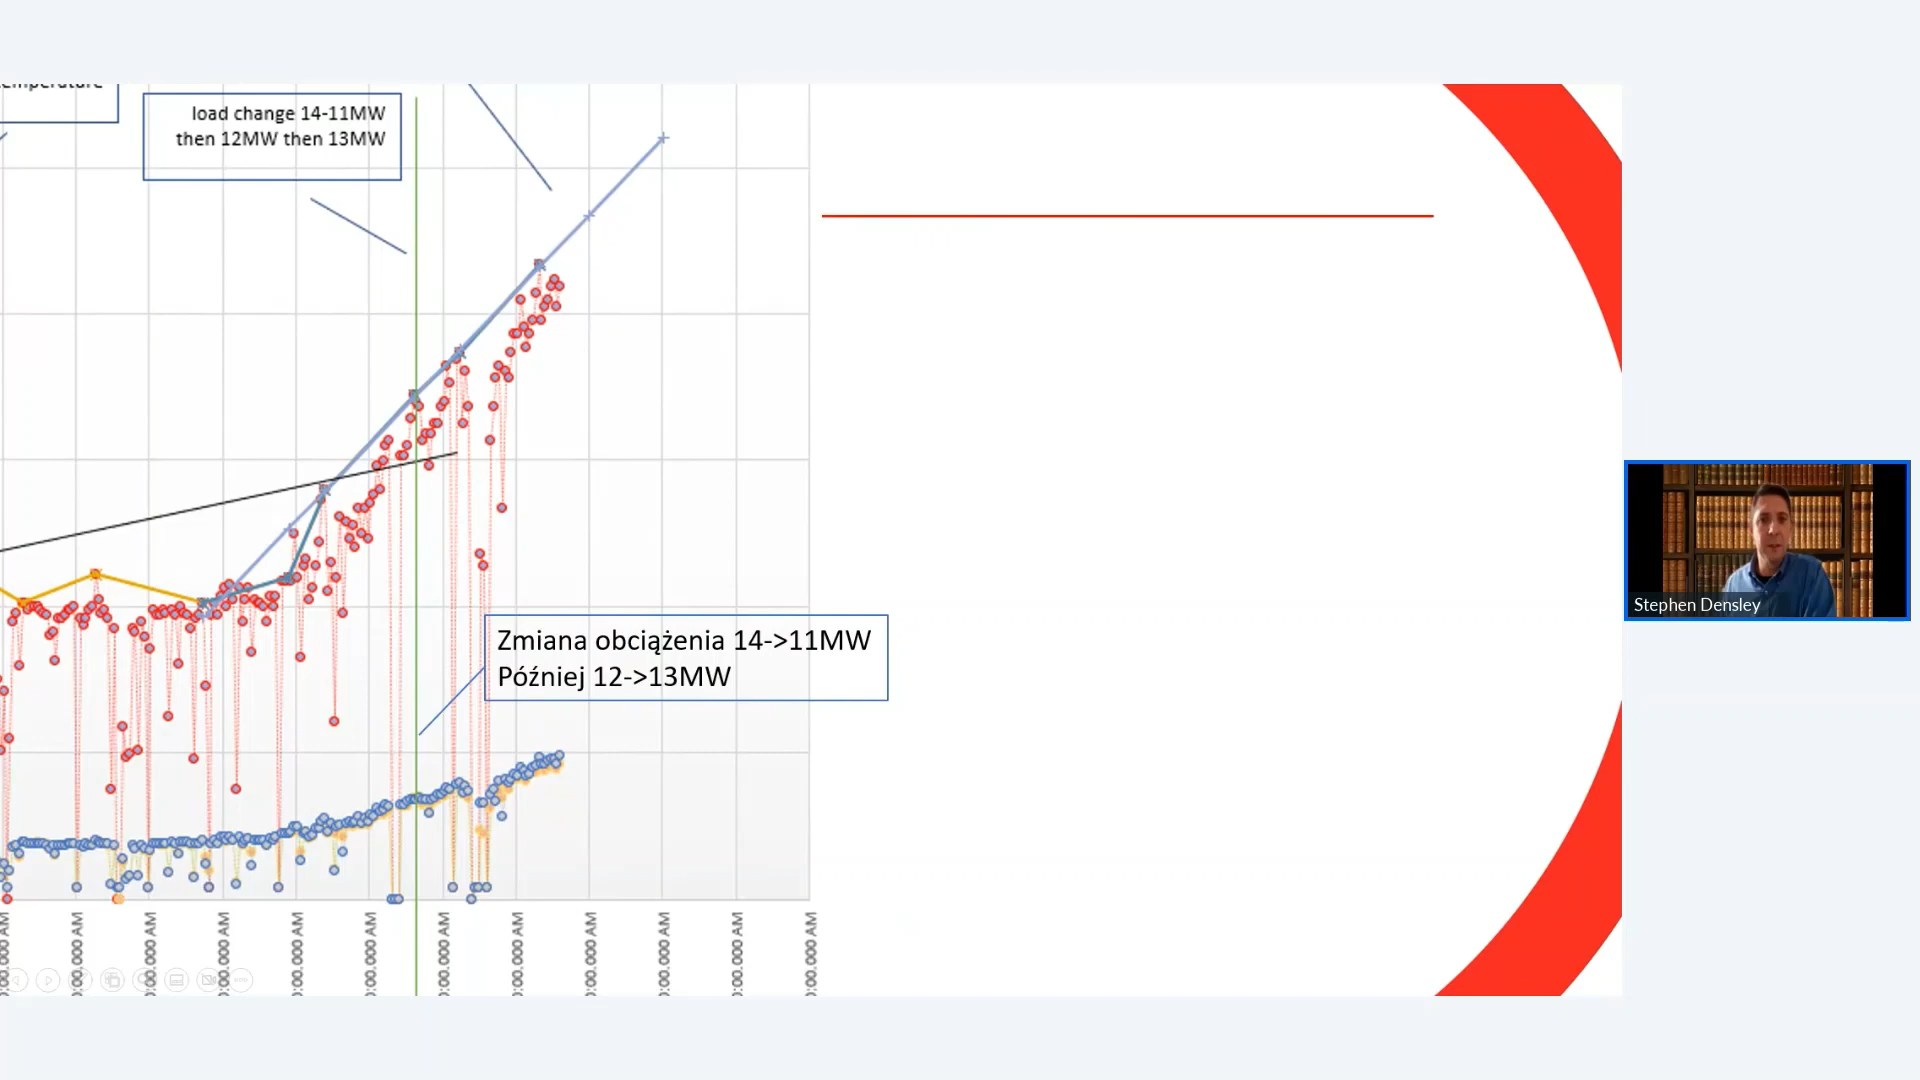 load change 14-11MW
then 12MW then 13MW
Zmiana obciążenia 14->11MW
Później 12->13MW
Stephen Densley